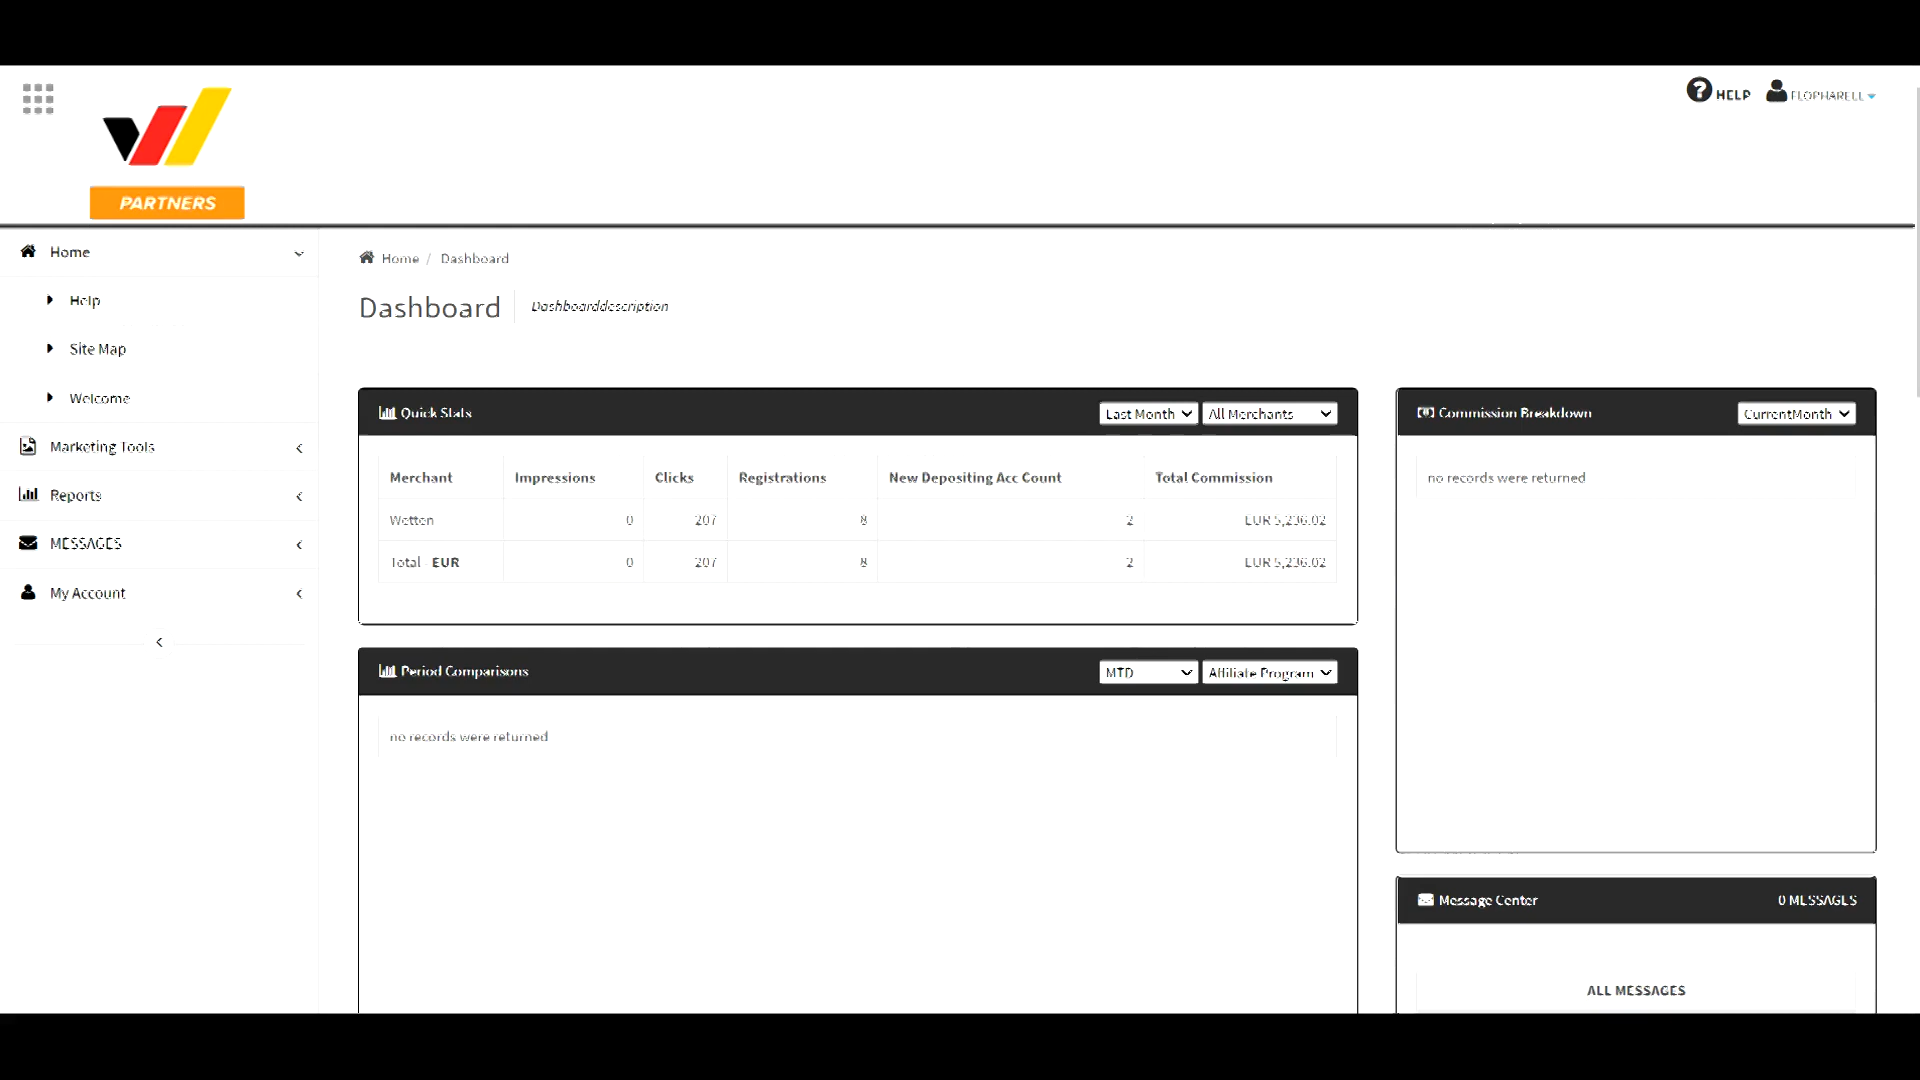 HELP FLOPHARELL
PARTNERS
Home
Help
Site Map
Welcome
Marketing Tools
Reports
MESSAGES
My Account
Home / Dashboard
Dashboard Dashboarddescription
Quick Stats Last Month All Merchants
Merchant Impressions Clicks Registrations New Depositing Acc Count Total Commission
Wetten 0 207 8 2 EUR 5,236.02
Total EUR 0 207 8 2 EUR 5,236.02
Period Comparisons MTD Affiliate Program
no records were returned
Commission Breakdown CurrentMonth
no records were returned
Message Center 0 MESSAGES
ALL MESSAGES